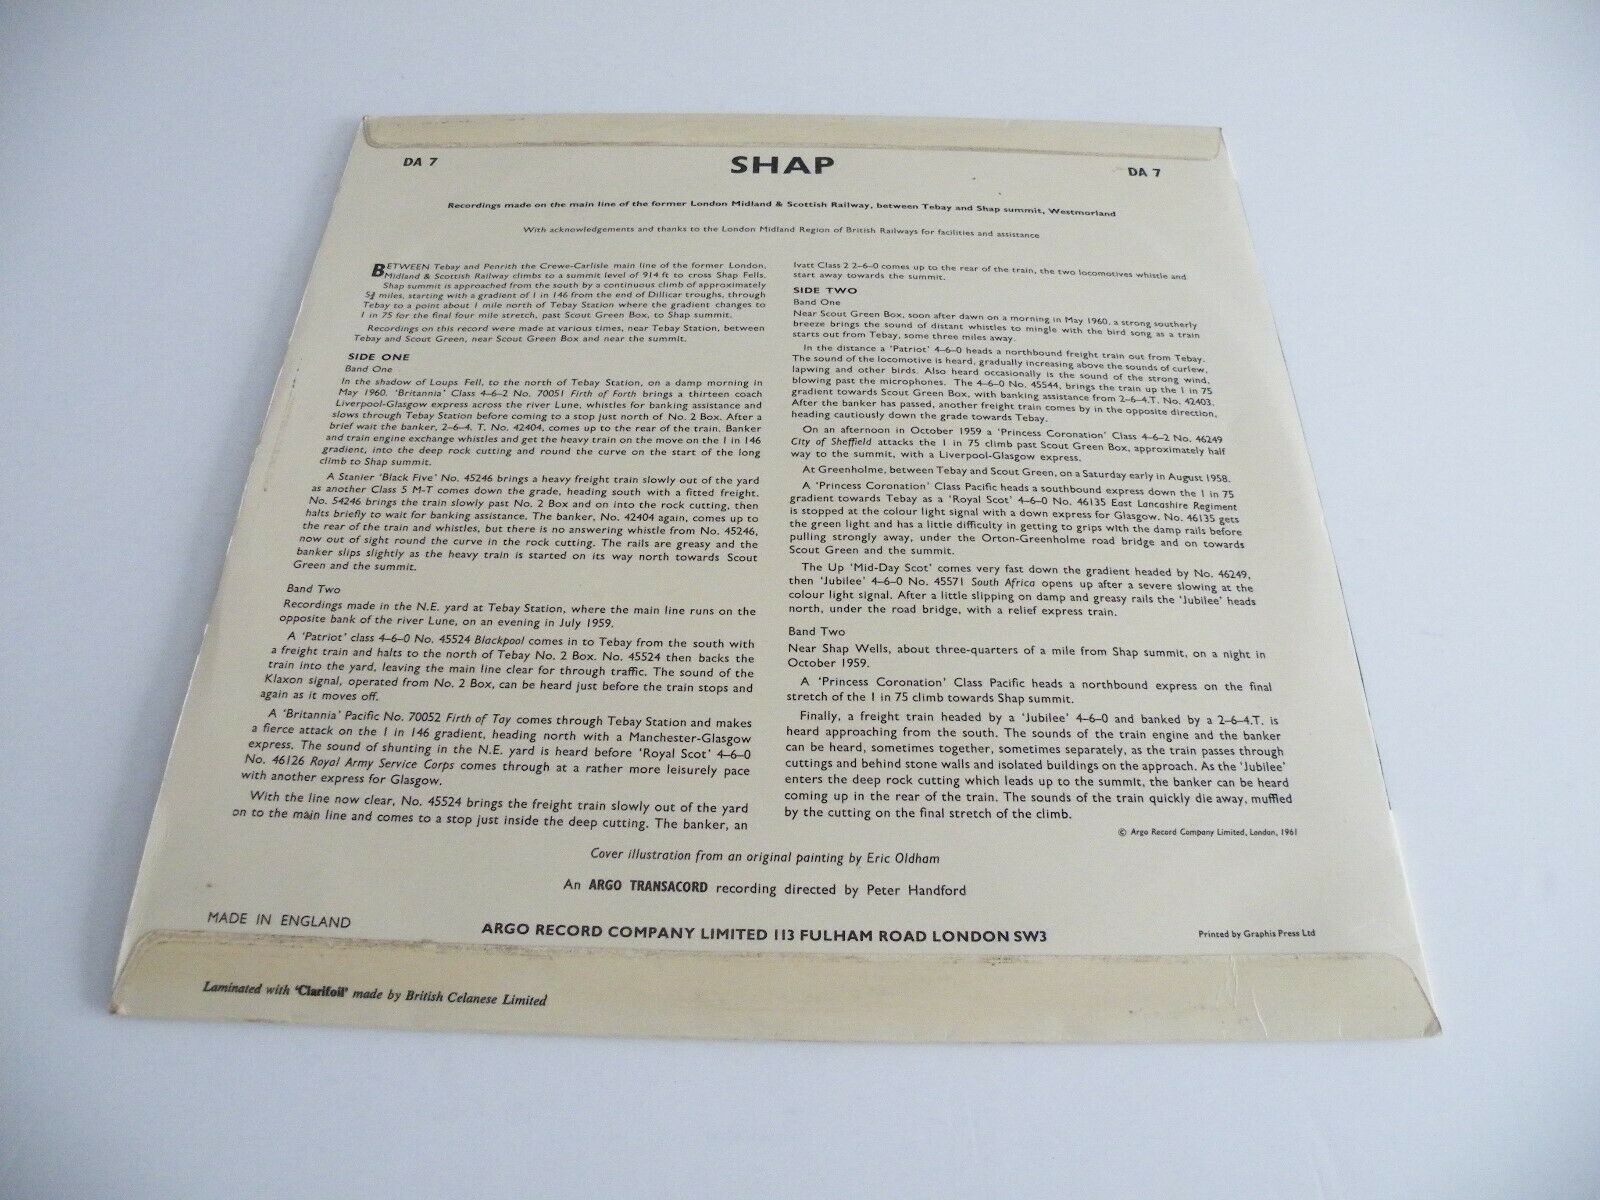 DA 7
SHAP
DA 7
Recordings made on the main line of the former London Midland & Scottish Railway, between Tebay and Shap summit, Westmorland
With acknowledgements and thanks to the London Midland Region of British Railways for facilities and assistance
BETWEEN Tebay and Penrith the Crewe-Carlisle main line of the former London,
Midland & Scottish Railway climbs to a summit level of 914 ft to cross Shap Fells.
Shap summit is approached from the south by a continuous climb of approximately
5¾ miles, starting with a gradient of 1 in 146 from the end of Dillicar troughs, through
Tebay to a point about 1 mile north of Tebay Station where the gradient changes to
1 in 75 for the final four mile stretch, past Scout Green Box, to Shap summit.
Recordings on this record were made at various times, near Tebay Station, between
Tebay and Scout Green, near Scout Green Box and near the summit.
SIDE ONE
Band One
In the shadow of Loups Fell, to the north of Tebay Station, on a damp morning in
May 1960, 'Britannia' Class 4-6-2 No. 70051 Firth of Forth brings a thirteen coach
Liverpool-Glasgow express across the river Lune, whistles for banking assistance and
slows through Tebay Station before coming to a stop just north of No. 2 Box. After a
brief wait the banker, 2-6-4. T. No. 42404, comes up to the rear of the train. Banker
and train engine exchange whistles and get the heavy train on the move on the 1 in 146
gradient, into the deep rock cutting and round the curve on the start of the long
climb to Shap summit.
A Stanier 'Black Five' No. 45246 brings a heavy freight train slowly out of the yard
as another Class 5 M-T comes down the grade, heading south with a fitted freight.
No. 54246 brings the train slowly past No. 2 Box and on into the rock cutting, then
halts briefly to wait for banking assistance. The banker, No. 42404 again, comes up to
the rear of the train and whistles, but there is no answering whistle from No. 45246,
now out of sight round the curve in the rock cutting. The rails are greasy and the
banker slips slightly as the heavy train is started on its way north towards Scout
Green and the summit.
Band Two
Recordings made in the N.E. yard at Tebay Station, where the main line runs on the
opposite bank of the river Lune, on an evening in July 1959.
A 'Patriot' class 4-6-0 No. 45524 Blackpool comes in to Tebay from the south with
a freight train and halts to the north of Tebay No. 2 Box. No. 45524 then backs the
train into the yard, leaving the main line clear for through traffic. The sound of the
Klaxon signal, operated from No. 2 Box, can be heard just before the train stops and
again as it moves off.
A 'Britannia' Pacific No. 70052 Firth of Tay comes through Tebay Station and makes
a fierce attack on the 1 in 146 gradient, heading north with a Manchester-Glasgow
express. The sound of shunting in the N.E. yard is heard before 'Royal Scot' 4-6-0
No. 46126 Royal Army Service Corps comes through at a rather more leisurely pace
with another express for Glasgow.
With the line now clear, No. 45524 brings the freight train slowly out of the yard
on to the main line and comes to a stop just inside the deep cutting. The banker, an
Ivatt Class 2 2-6-0 comes up to the rear of the train, the two locomotives whistle and
start away towards the summit.
SIDE TWO
Band One
Near Scout Green Box, soon after dawn on a morning in May 1960, a strong southerly
breeze brings the sound of distant whistles to mingle with the bird song as a train
starts out from Tebay, some three miles away.
In the distance a 'Patriot' 4-6-0 heads a northbound freight train out from Tebay.
The sound of the locomotive is heard, gradually increasing above the sounds of curlew,
lapwing and other birds. Also heard occasionally is the sound of the strong wind,
blowing past the microphones. The 4-6-0 No. 45544, brings the train up the 1 in 75
gradient towards Scout Green Box, with banking assistance from 2-6-4.T. No. 42403.
After the banker has passed, another freight train comes by in the opposite direction,
heading cautiously down the grade towards Tebay.
On an afternoon in October 1959 a 'Princess Coronation' Class 4-6-2 No. 46249
City of Sheffield attacks the 1 in 75 climb past Scout Green Box, approximately half
way to the summit, with a Liverpool-Glasgow express.
At Greenholme, between Tebay and Scout Green, on a Saturday early in August 1958.
A 'Princess Coronation' Class Pacific heads a southbound express down the 1 in 75
gradient towards Tebay as a 'Royal Scot' 4-6-0 No. 46135 East Lancashire Regiment
is stopped at the colour light signal with a down express for Glasgow. No. 46135 gets
the green light and has a little difficulty in getting to grips with the damp rails before
pulling strongly away, under the Orton-Greenholme road bridge and on towards
Scout Green and the summit.
The Up 'Mid-Day Scot' comes very fast down the gradient headed by No. 46249,
then 'Jubilee' 4-6-0 No. 45571 South Africa opens up after a severe slowing at the
colour light signal. After a little slipping on damp and greasy rails the 'Jubilee' heads
north, under the road bridge, with a relief express train.
Band Two
Near Shap Wells, about three-quarters of a mile from Shap summit, on a night in
October 1959.
A 'Princess Coronation' Class Pacific heads a northbound express on the final
stretch of the 1 in 75 climb towards Shap summit.
Finally, a freight train headed by a 'Jubilee' 4-6-0 and banked by a 2-6-4.T. is
heard approaching from the south. The sounds of the train engine and the banker
can be heard, sometimes together, sometimes separately, as the train passes through
cuttings and behind stone walls and isolated buildings on the approach. As the 'Jubilee'
enters the deep rock cutting which leads up to the summit, the banker can be heard
coming up in the rear of the train. The sounds of the train quickly die away, muffled
by the cutting on the final stretch of the climb.
© Argo Record Company Limited, London, 1961
Cover illustration from an original painting by Eric Oldham
An ARGO TRANSACORD recording directed by Peter Handford
MADE IN ENGLAND
ARGO RECORD COMPANY LIMITED 113 FULHAM ROAD LONDON SW3
Printed by Graphis Press Ltd
Laminated with 'Clarifoil' made by British Celanese Limited